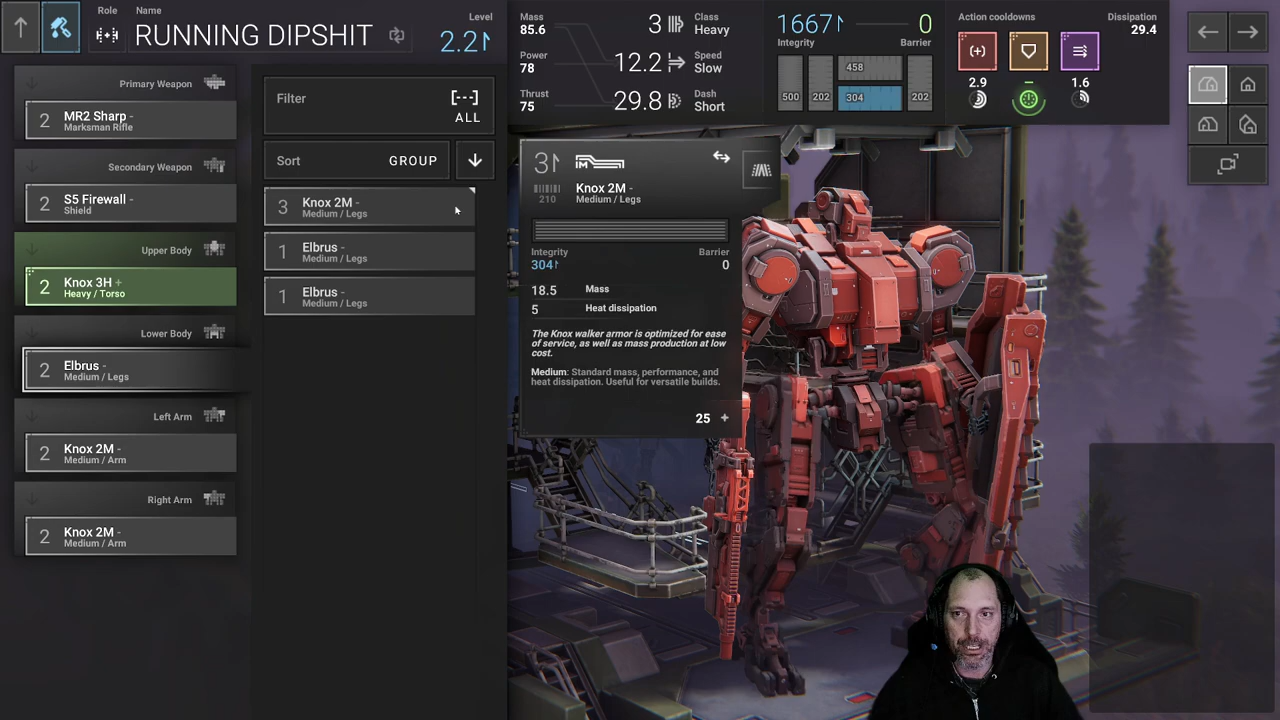 Role
Name
RUNNING DIPSHIT
Level
2.2
Primary Weapon
2
MR2 Sharp -
Marksman Rifle
Secondary Weapon
2
S5 Firewall -
Shield
Upper Body
2
Knox 3H +
Heavy / Torso
Lower Body
2
Elbrus -
Medium / Legs
Left Arm
2
Knox 2M -
Medium / Arm
Right Arm
2
Knox 2M -
Medium / Arm
Filter
[---]
ALL
Sort
GROUP
3
Knox 2M -
Medium / Legs
1
Elbrus -
Medium / Legs
1
Elbrus -
Medium / Legs
Mass
85.6
3
Class
Heavy
Power
78
12.2
Speed
Slow
Thrust
75
29.8
Dash
Short
1667
0
Integrity
Barrier
500
202
458
304
202
Action cooldowns
2.9
–
1.6
Dissipation
29.4
3
210
Knox 2M -
Medium / Legs
Integrity
Barrier
304
0
18.5
Mass
5
Heat dissipation
The Knox walker armor is optimized for ease
of service, as well as mass production at low
cost.
Medium: Standard mass, performance, and
heat dissipation. Useful for versatile builds.
25 +